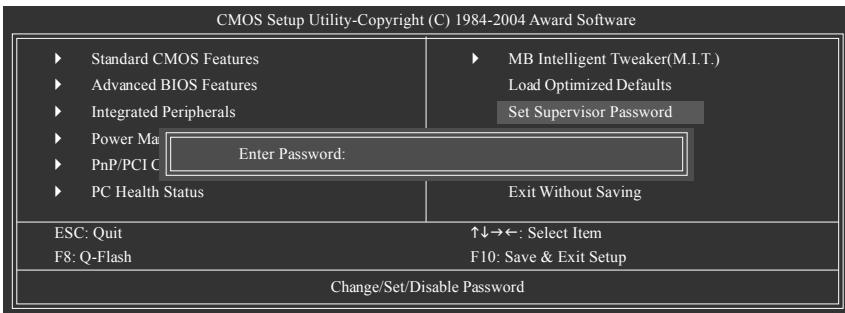 CMOS Setup Utility-Copyright (C) 1984-2004 Award Software
Standard CMOS Features
Advanced BIOS Features
Integrated Peripherals
Power Ma
PnP/PCI C
PC Health Status
MB Intelligent Tweaker(M.I.T.)
Load Optimized Defaults
Set Supervisor Password
Exit Without Saving
Enter Password:
ESC: Quit
↑↓→←: Select Item
F8: Q-Flash
F10: Save & Exit Setup
Change/Set/Disable Password